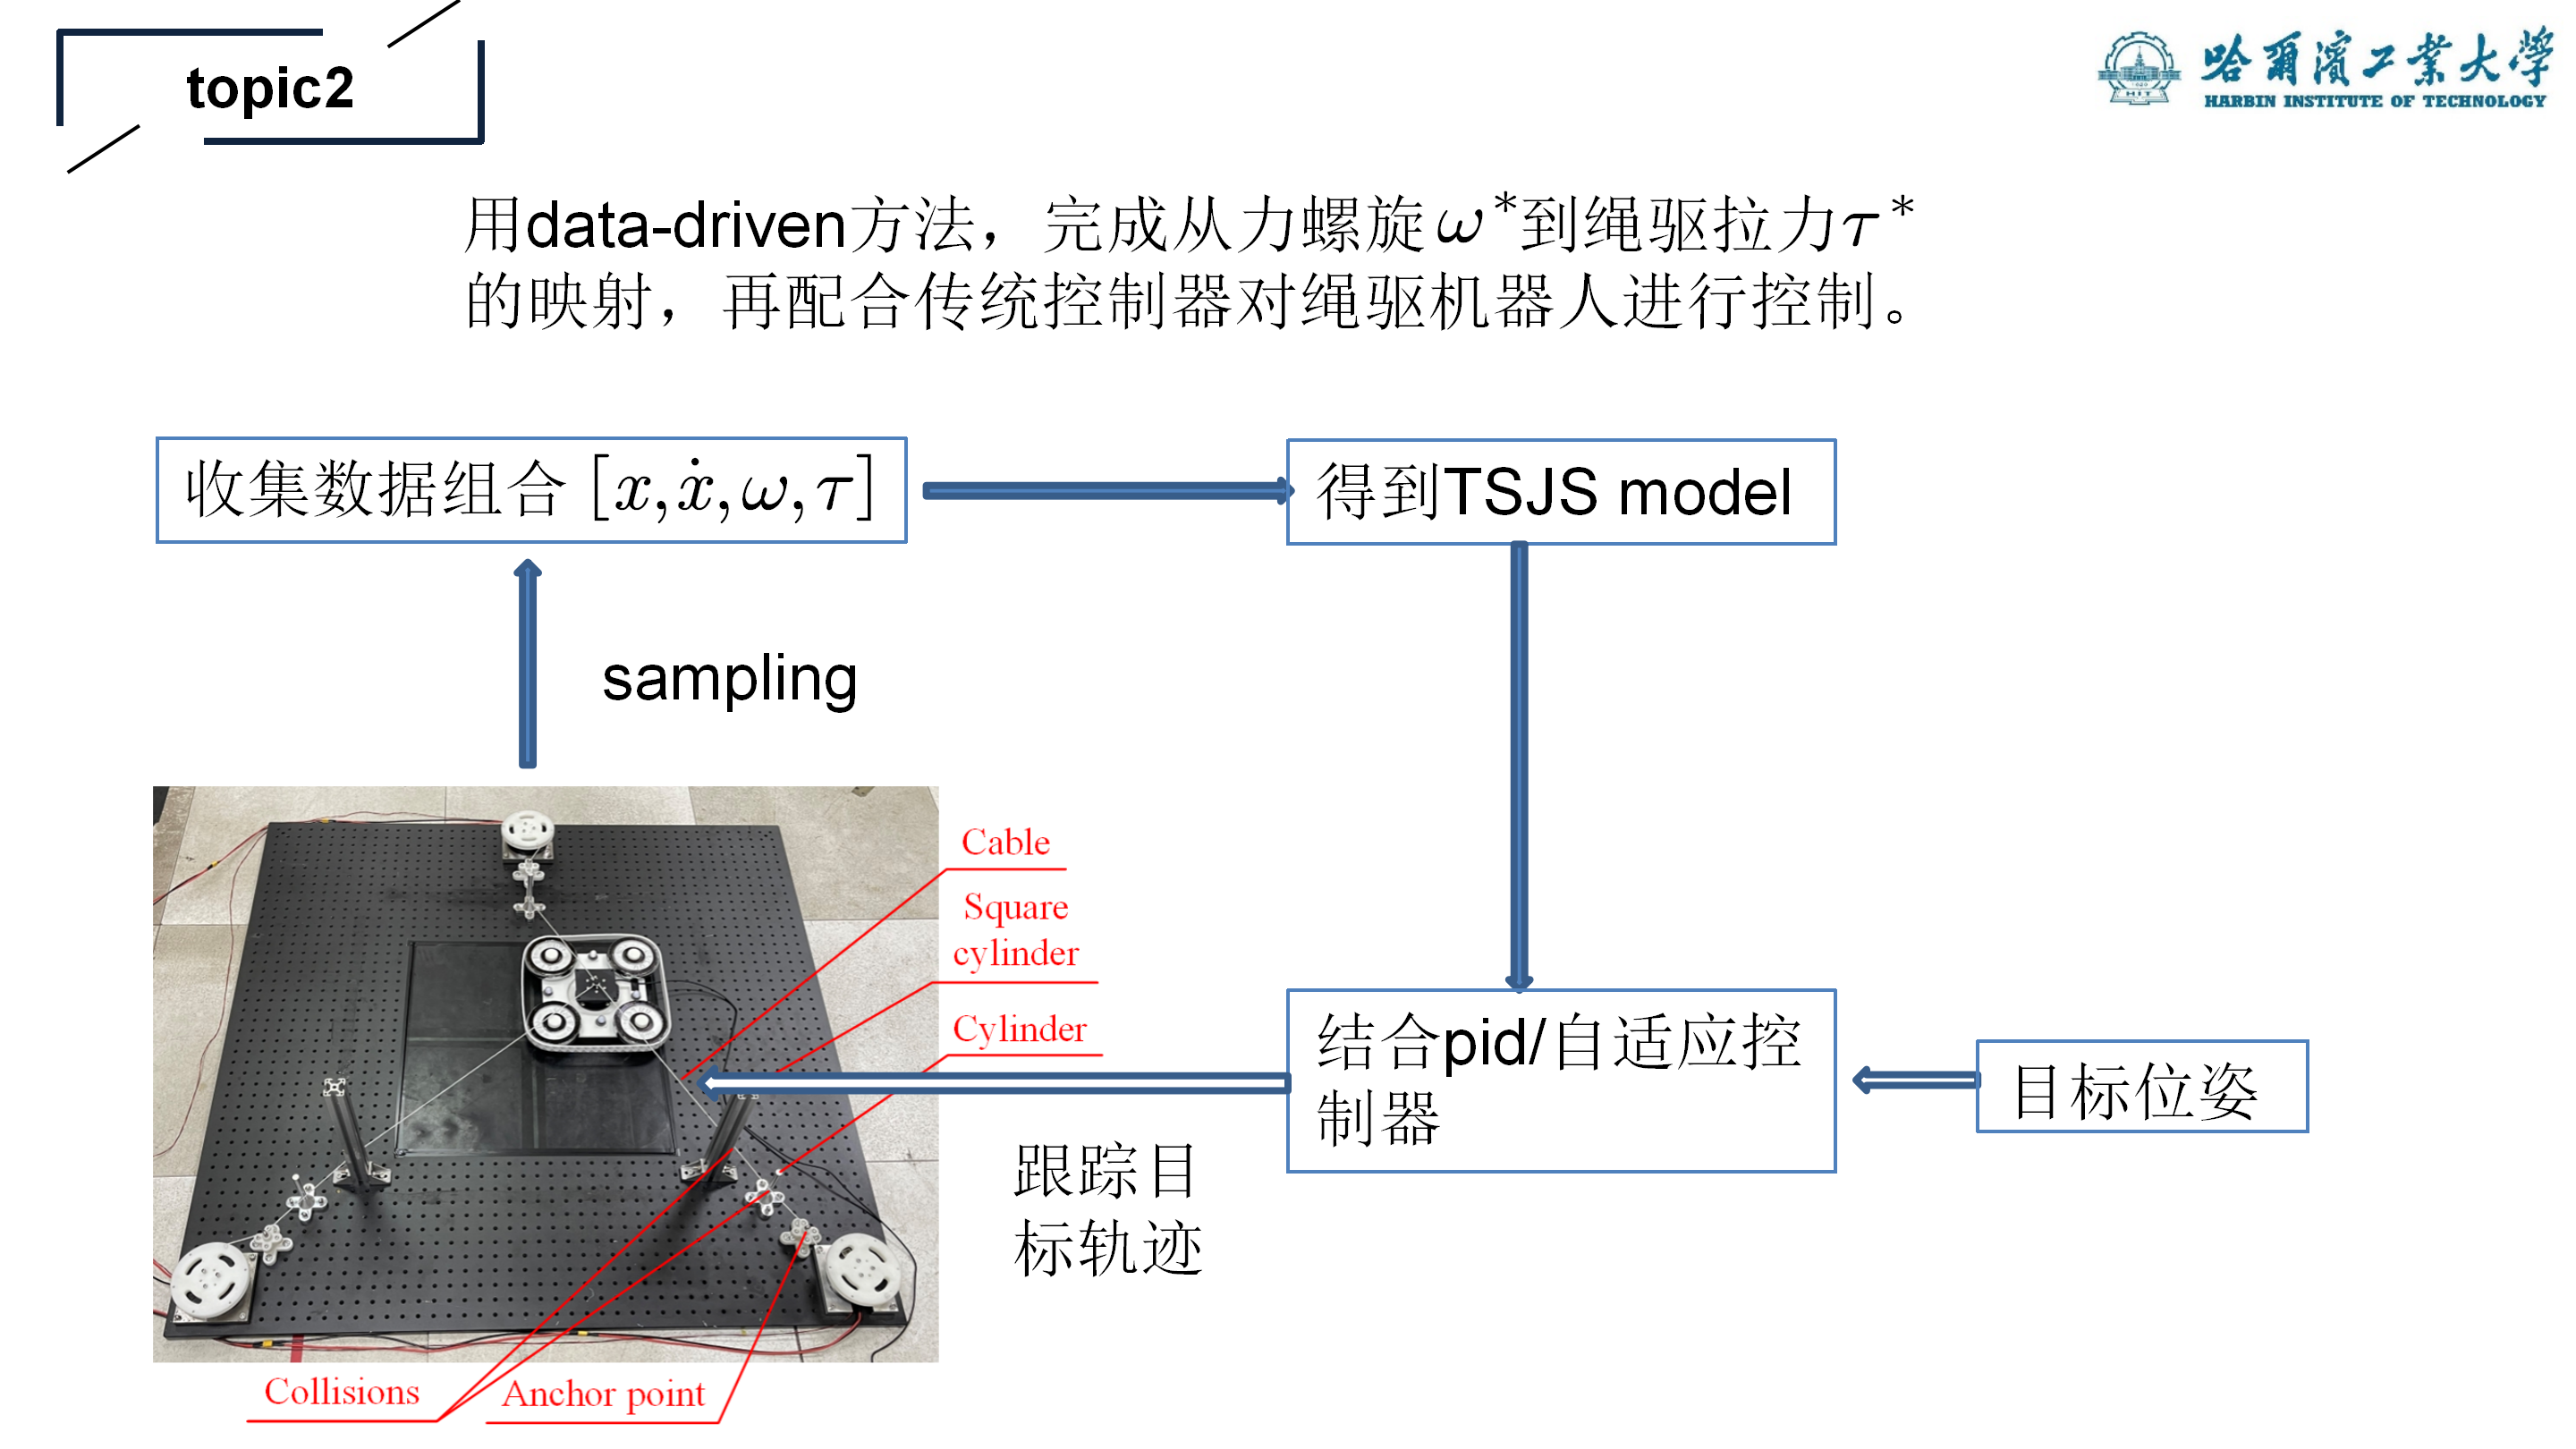 topic2
哈爾濱工業大學
HARBIN INSTITUTE OF TECHNOLOGY
用data-driven方法，完成从力螺旋ω*到绳驱拉力τ*
的映射，再配合传统控制器对绳驱机器人进行控制。
收集数据组合 [x,ẋ,ω,τ]
得到TSJS model
sampling
Cable
Square
cylinder
Cylinder
结合pid/自适应控
制器
目标位姿
跟踪目
标轨迹
Collisions
Anchor point